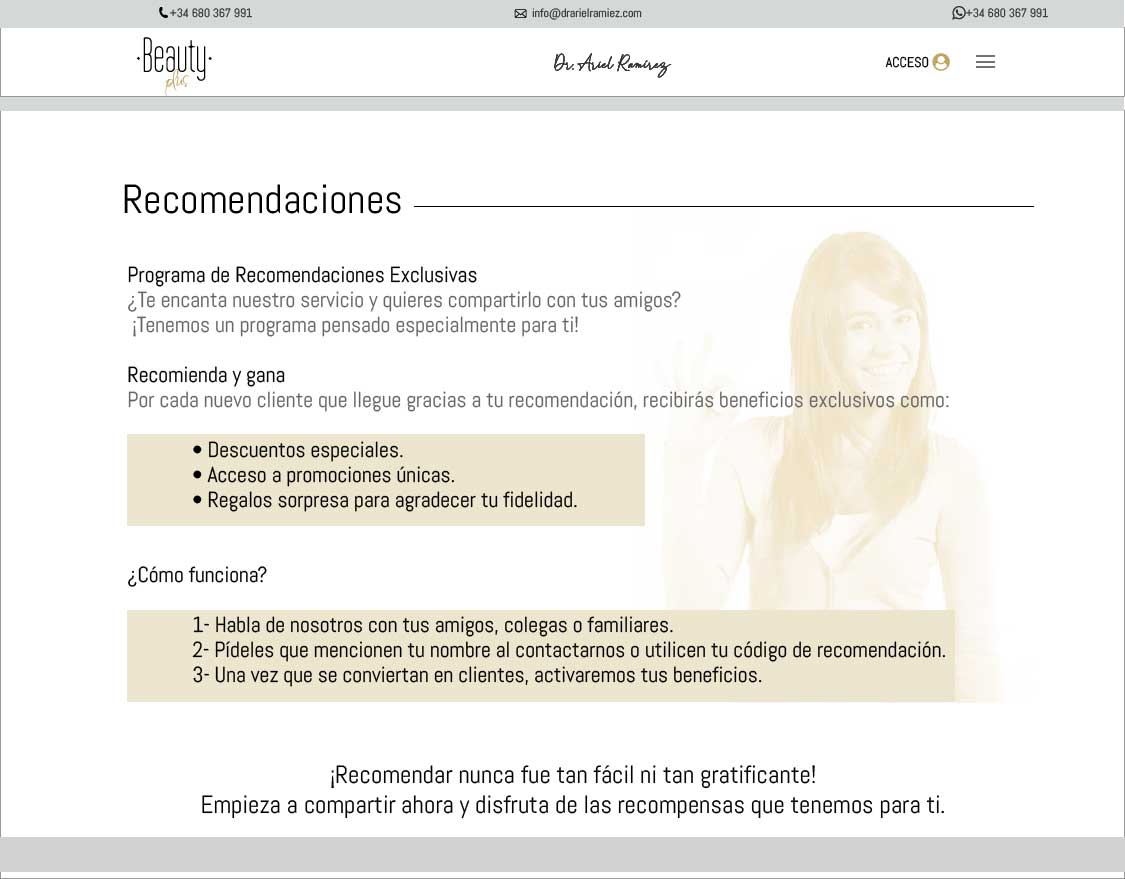 +34 680 367 991
info@drarielramiez.com
+34 680 367 991
Beauty
plus
Dr. Ariel Ramirez
ACCESO
Recomendaciones
Programa de Recomendaciones Exclusivas
¿Te encanta nuestro servicio y quieres compartirlo con tus amigos?
¡Tenemos un programa pensado especialmente para ti!
Recomienda y gana
Por cada nuevo cliente que llegue gracias a tu recomendación, recibirás beneficios exclusivos como:
• Descuentos especiales.
• Acceso a promociones únicas.
• Regalos sorpresa para agradecer tu fidelidad.
¿Cómo funciona?
1- Habla de nosotros con tus amigos, colegas o familiares.
2- Pídeles que mencionen tu nombre al contactarnos o utilicen tu código de recomendación.
3- Una vez que se conviertan en clientes, activaremos tus beneficios.
¡Recomendar nunca fue tan fácil ni tan gratificante!
Empieza a compartir ahora y disfruta de las recompensas que tenemos para ti.